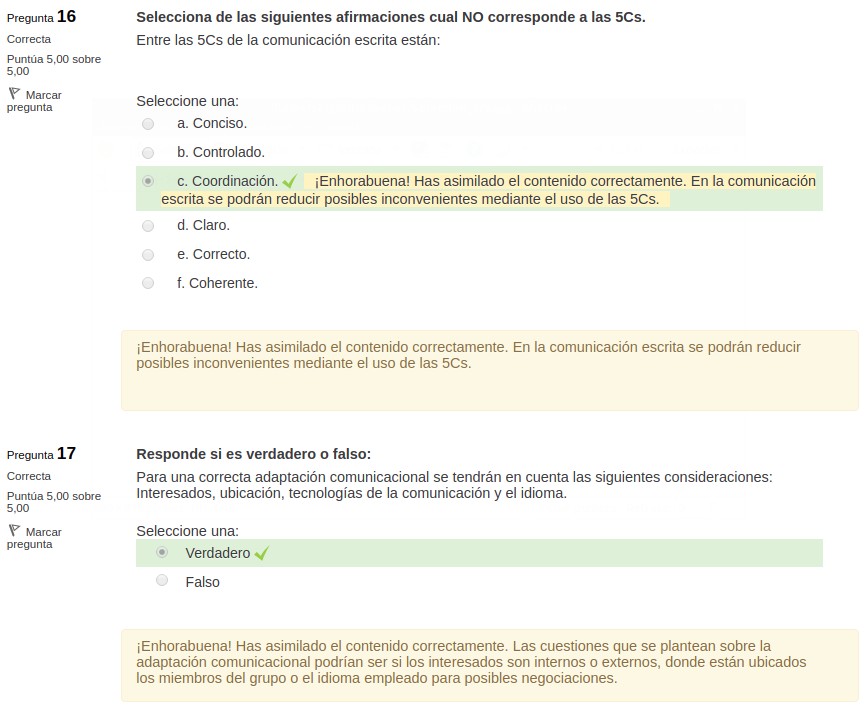 Pregunta 16
Correcta
Puntúa 5,00 sobre
5,00
Marcar
pregunta
Selecciona de las siguientes afirmaciones cual NO corresponde a las 5Cs.
Entre las 5Cs de la comunicación escrita están:
Seleccione una:
a. Conciso.
b. Controlado.
c. Coordinación. ¡Enhorabuena! Has asimilado el contenido correctamente. En la comunicación
escrita se podrán reducir posibles inconvenientes mediante el uso de las 5Cs.
d. Claro.
e. Correcto.
f. Coherente.
¡Enhorabuena! Has asimilado el contenido correctamente. En la comunicación escrita se podrán reducir
posibles inconvenientes mediante el uso de las 5Cs.
Pregunta 17
Correcta
Puntúa 5,00 sobre
5,00
Marcar
pregunta
Responde si es verdadero o falso:
Para una correcta adaptación comunicacional se tendrán en cuenta las siguientes consideraciones:
Interesados, ubicación, tecnologías de la comunicación y el idioma.
Seleccione una:
Verdadero
Falso
¡Enhorabuena! Has asimilado el contenido correctamente. Las cuestiones que se plantean sobre la
adaptación comunicacional podrían ser si los interesados son internos o externos, donde están ubicados
los miembros del grupo o el idioma empleado para posibles negociaciones.